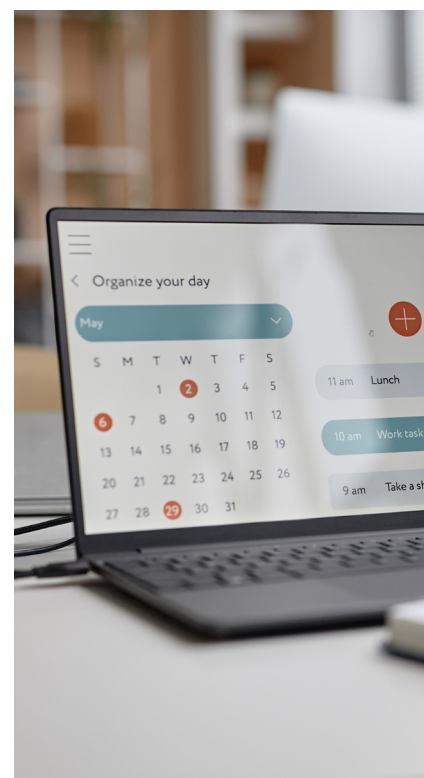 Organize your day
May
S M T W T F S
1 2 3 4 5
6 7 8 9 10 11 12
13 14 15 16 17 18 19
20 21 22 23 24 25 26
27 28 29 30 31
+
11 am Lunch
10 am Work task
9 am Take a sh